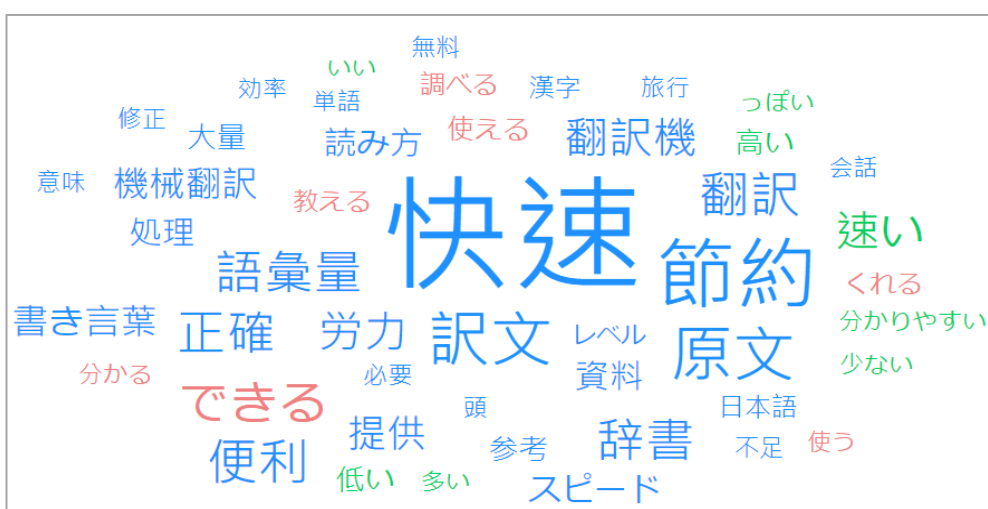 無料
いい
効率
単語
調べる
漢字
旅行
っぽい
修正
大量
読み方
使える
翻訳機
高い
会話
意味
機械翻訳
教える
快速
翻訳
処理
速い
語彙量
節約
くれる
書き言葉
正確
労力
訳文
レベル
原文
分かりやすい
分かる
必要
資料
少ない
できる
頭
日本語
便利
提供
参考
辞書
不足
使う
低い
多い
スピード